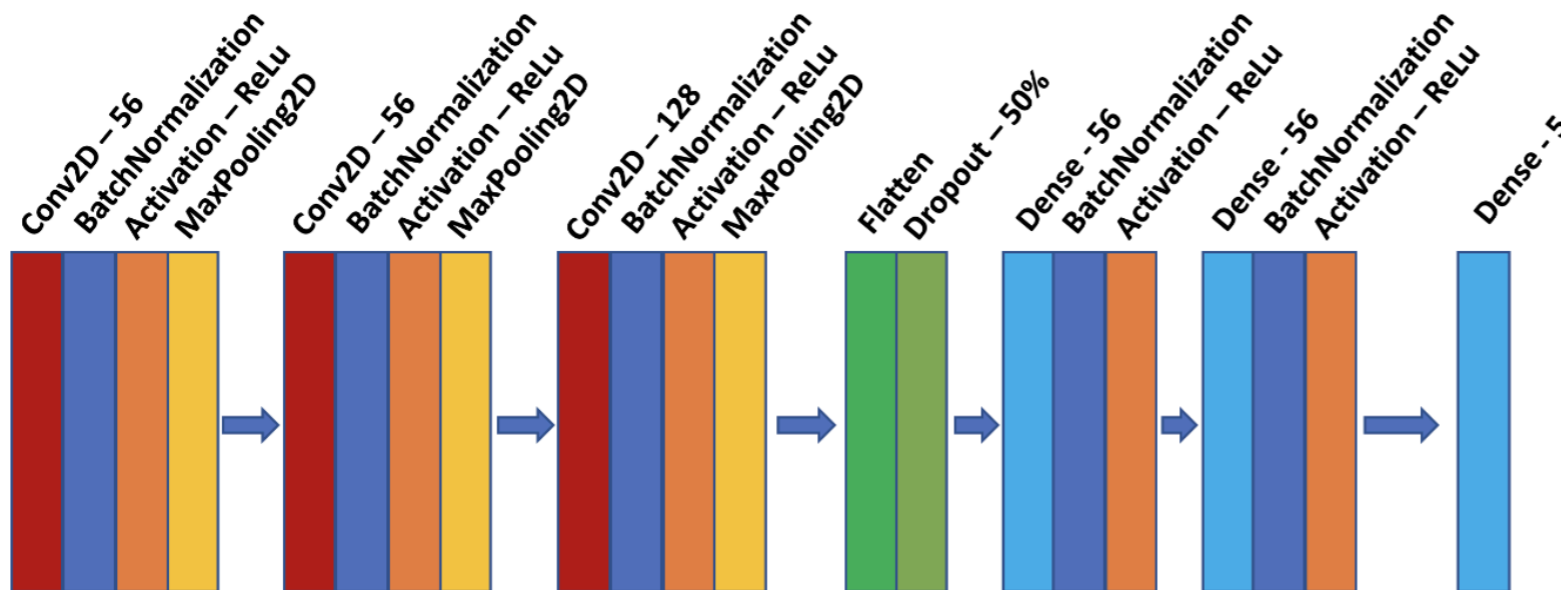 Conv2D – 56
BatchNormalization
Activation – ReLu
MaxPooling2D
Conv2D – 56
BatchNormalization
Activation – ReLu
MaxPooling2D
Conv2D – 128
BatchNormalization
Activation – ReLu
MaxPooling2D
Flatten
Dropout – 50%
Dense - 56
BatchNormalization
Activation – ReLu
Dense - 56
BatchNormalization
Activation – ReLu
Dense - 5